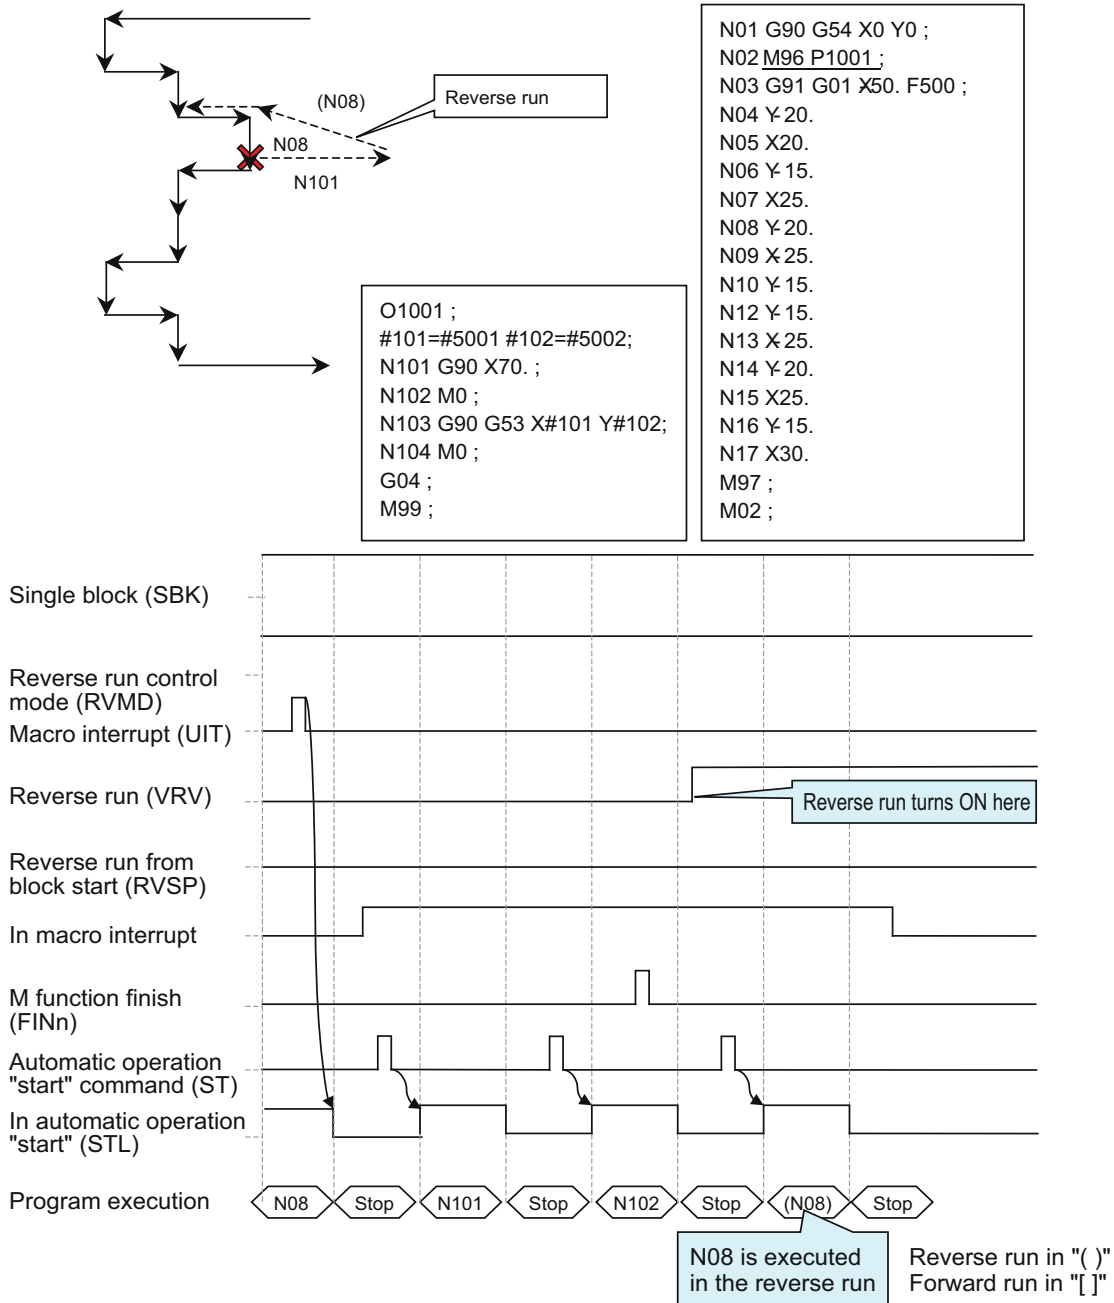 (N08)
Reverse run
N08
N101
O1001 ;
#101=#5001 #102=#5002;
N101 G90 X70. ;
N102 M0 ;
N103 G90 G53 X#101 Y#102;
N104 M0 ;
G04 ;
M99 ;
N01 G90 G54 X0 Y0 ;
N02 M96 P1001 ;
N03 G91 G01 X-50. F500 ;
N04 Y-20.
N05 X20.
N06 Y-15.
N07 X25.
N08 Y-20.
N09 X-25.
N10 Y-15.
N12 Y-15.
N13 X-25.
N14 Y-20.
N15 X25.
N16 Y-15.
N17 X30.
M97 ;
M02 ;
Single block (SBK)
Reverse run control
mode (RVMD)
Macro interrupt (UIT)
Reverse run (VRV)
Reverse run turns ON here
Reverse run from
block start (RVSP)
In macro interrupt
M function finish
(FINn)
Automatic operation
"start" command (ST)
In automatic operation
"start" (STL)
Program execution
N08
Stop
N101
Stop
N102
Stop
(N08)
Stop
N08 is executed
in the reverse run
Reverse run in "( )"
Forward run in "[ ]"